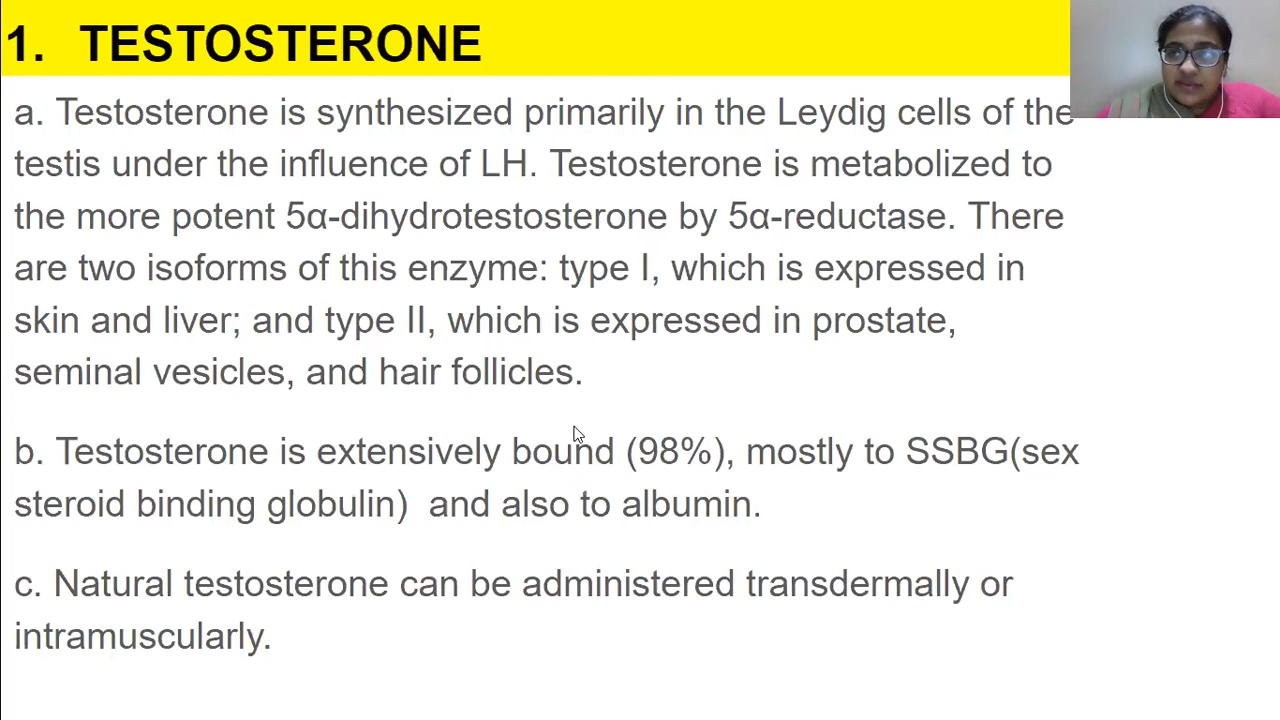 1. TESTOSTERONE
a. Testosterone is synthesized primarily in the Leydig cells of the
testis under the influence of LH. Testosterone is metabolized to
the more potent 5α-dihydrotestosterone by 5α-reductase. There
are two isoforms of this enzyme: type I, which is expressed in
skin and liver; and type II, which is expressed in prostate,
seminal vesicles, and hair follicles.
b. Testosterone is extensively bound (98%), mostly to SSBG(sex
steroid binding globulin)  and also to albumin.
c. Natural testosterone can be administered transdermally or
intramuscularly.